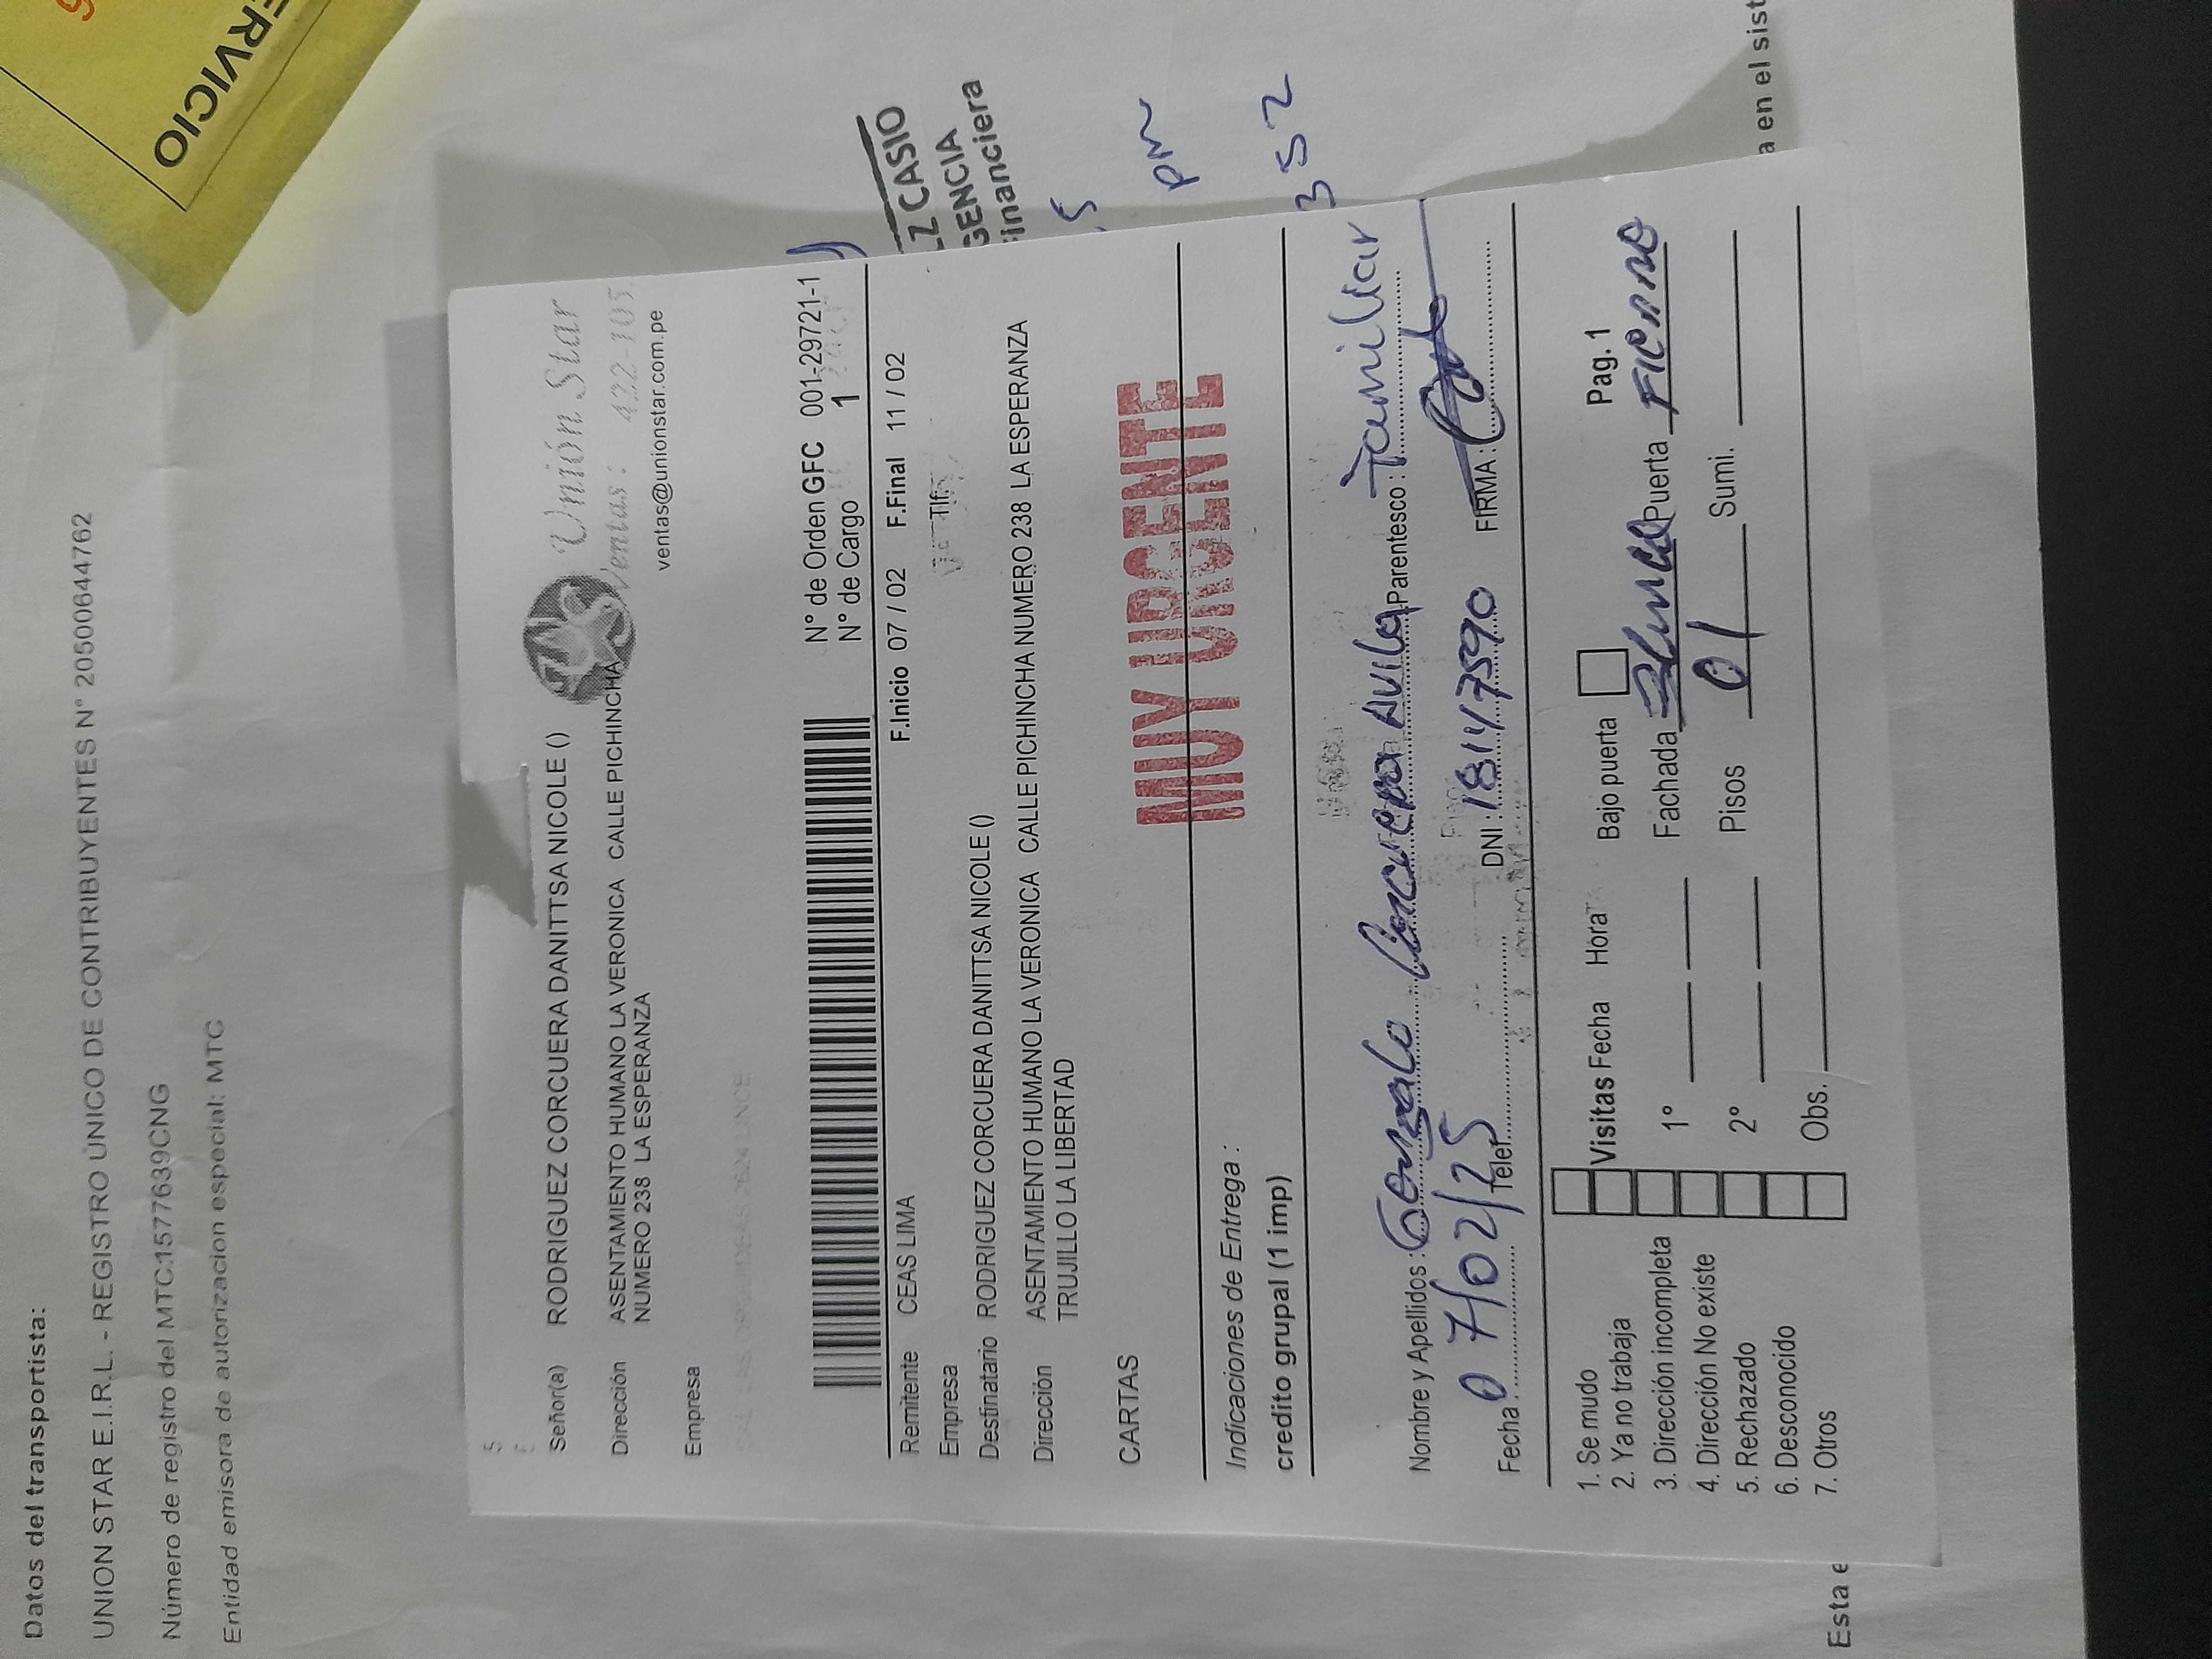 SERVICIO
Datos del transportista:
UNION STAR E.I.R.L. - REGISTRO ÚNICO DE CONTRIBUYENTES N° 20500644762
Número de registro del MTC:1577639CNG
Entidad emisora de autorizacion especial: MTC
Unión Star
Ventas : 422-105
ventas@unionstar.com.pe
Señor(a) RODRIGUEZ CORCUERA DANITTSA NICOLE ()
Dirección ASENTAMIENTO HUMANO LA VERONICA CALLE PICHINCHA
NUMERO 238 LA ESPERANZA
Empresa
N° de Orden GFC 001-29721-1
N° de Cargo 1
F.Inicio 07 / 02 F.Final 11 / 02
Remitente CEAS LIMA
Empresa Tlf.
Destinatario RODRIGUEZ CORCUERA DANITTSA NICOLE ()
Dirección ASENTAMIENTO HUMANO LA VERONICA CALLE PICHINCHA NUMERO 238 LA ESPERANZA
TRUJILLO LA LIBERTAD
CARTAS
MUY URGENTE
Indicaciones de Entrega :
credito grupal (1 imp)
Nombre y Apellidos : Gonzalo Corcuera Avila Parentesco : Familiar
Fecha 07/02/25 Telef. DNI : 18147590 FIRMA :
1. Se mudo
2. Ya no trabaja
3. Dirección incompleta
4. Dirección No existe
5. Rechazado
6. Desconocido
7. Otros
Visitas Fecha Hora Bajo puerta Pag. 1
1° Fachada Blanca Puerta Fierro
2° Pisos 01 Sumi.
Obs.
Z CASIO
GENCIA
Financiera
5
pm
352
Esta e
a en el sist